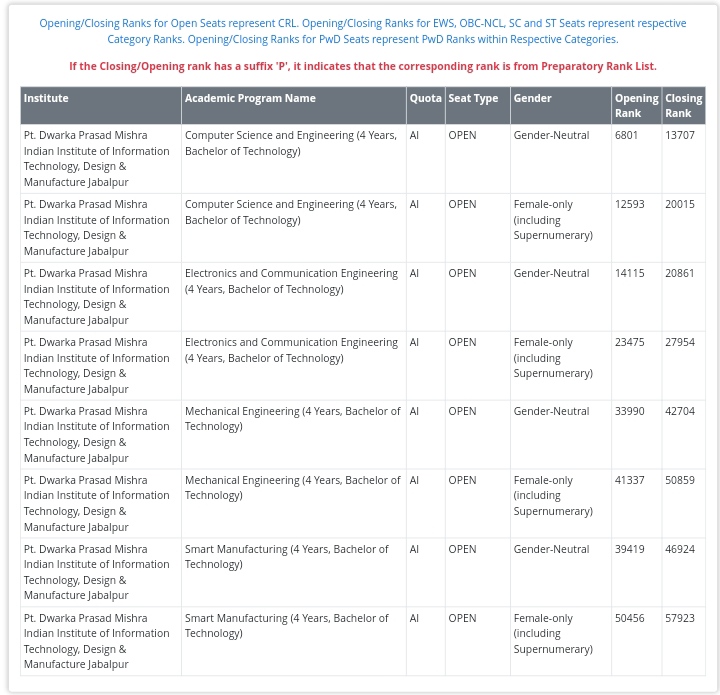 Opening/Closing Ranks for Open Seats represent CRL. Opening/Closing Ranks for EWS, OBC-NCL, SC and ST Seats represent respective
Category Ranks. Opening/Closing Ranks for PwD Seats represent PwD Ranks within Respective Categories.
If the Closing/Opening rank has a suffix 'P', it indicates that the corresponding rank is from Preparatory Rank List.
Institute Academic Program Name Quota Seat Type Gender Opening Closing
Rank Rank
Pt. Dwarka Prasad Mishra Computer Science and Engineering (4 Years, AI OPEN Gender-Neutral 6801 13707
Indian Institute of Information Bachelor of Technology)
Technology, Design &
Manufacture Jabalpur
Pt. Dwarka Prasad Mishra Computer Science and Engineering (4 Years, AI OPEN Female-only 12593 20015
Indian Institute of Information Bachelor of Technology) (including
Technology, Design & Supernumerary)
Manufacture Jabalpur
Pt. Dwarka Prasad Mishra Electronics and Communication Engineering AI OPEN Gender-Neutral 14115 20861
Indian Institute of Information (4 Years, Bachelor of Technology)
Technology, Design &
Manufacture Jabalpur
Pt. Dwarka Prasad Mishra Electronics and Communication Engineering AI OPEN Female-only 23475 27954
Indian Institute of Information (4 Years, Bachelor of Technology) (including
Technology, Design & Supernumerary)
Manufacture Jabalpur
Pt. Dwarka Prasad Mishra Mechanical Engineering (4 Years, Bachelor of AI OPEN Gender-Neutral 33990 42704
Indian Institute of Information Technology)
Technology, Design &
Manufacture Jabalpur
Pt. Dwarka Prasad Mishra Mechanical Engineering (4 Years, Bachelor of AI OPEN Female-only 41337 50859
Indian Institute of Information Technology) (including
Technology, Design & Supernumerary)
Manufacture Jabalpur
Pt. Dwarka Prasad Mishra Smart Manufacturing (4 Years, Bachelor of AI OPEN Gender-Neutral 39419 46924
Indian Institute of Information Technology)
Technology, Design &
Manufacture Jabalpur
Pt. Dwarka Prasad Mishra Smart Manufacturing (4 Years, Bachelor of AI OPEN Female-only 50456 57923
Indian Institute of Information Technology) (including
Technology, Design & Supernumerary)
Manufacture Jabalpur